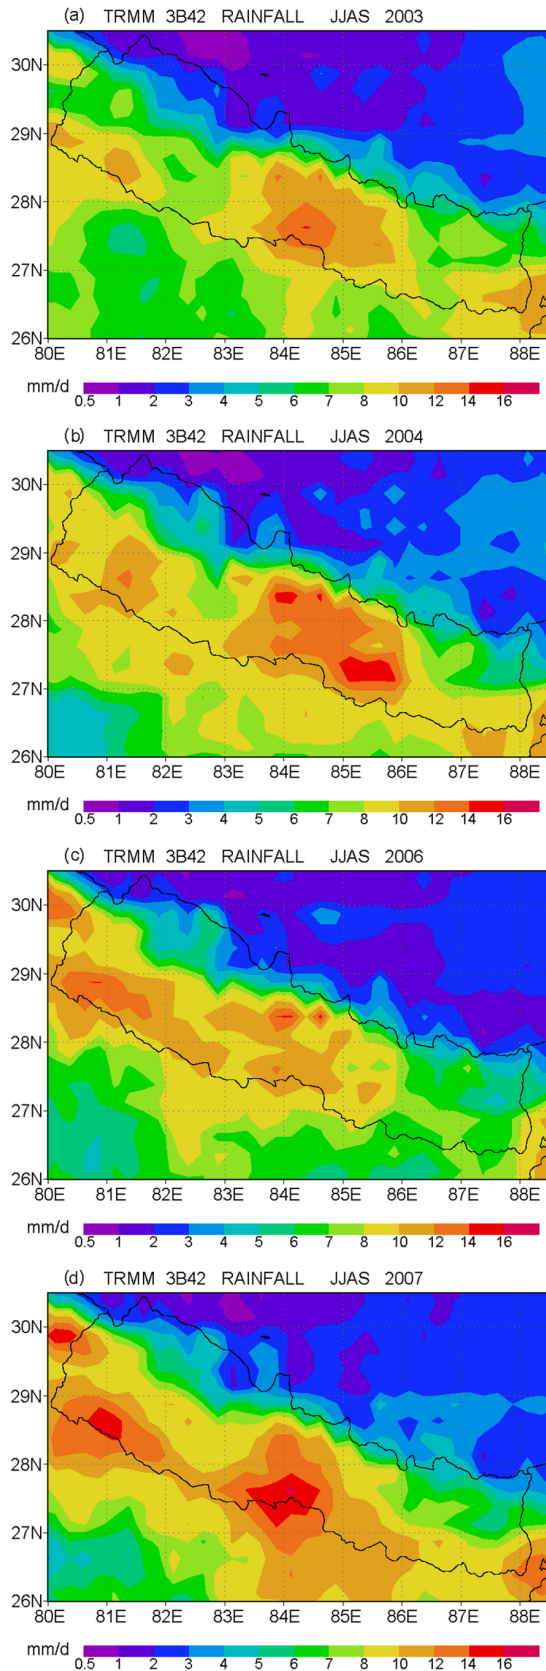 (a) TRMM 3B42 RAINFALL JJAS 2003
30N
29N
28N
27N
26N
80E 81E 82E 83E 84E 85E 86E 87E 88E
mm/d
0.5 1 2 3 4 5 6 7 8 10 12 14 16
(b) TRMM 3B42 RAINFALL JJAS 2004
30N
29N
28N
27N
26N
80E 81E 82E 83E 84E 85E 86E 87E 88E
mm/d
0.5 1 2 3 4 5 6 7 8 10 12 14 16
(c) TRMM 3B42 RAINFALL JJAS 2006
30N
29N
28N
27N
26N
80E 81E 82E 83E 84E 85E 86E 87E 88E
mm/d
0.5 1 2 3 4 5 6 7 8 10 12 14 16
(d) TRMM 3B42 RAINFALL JJAS 2007
30N
29N
28N
27N
26N
80E 81E 82E 83E 84E 85E 86E 87E 88E
mm/d
0.5 1 2 3 4 5 6 7 8 10 12 14 16